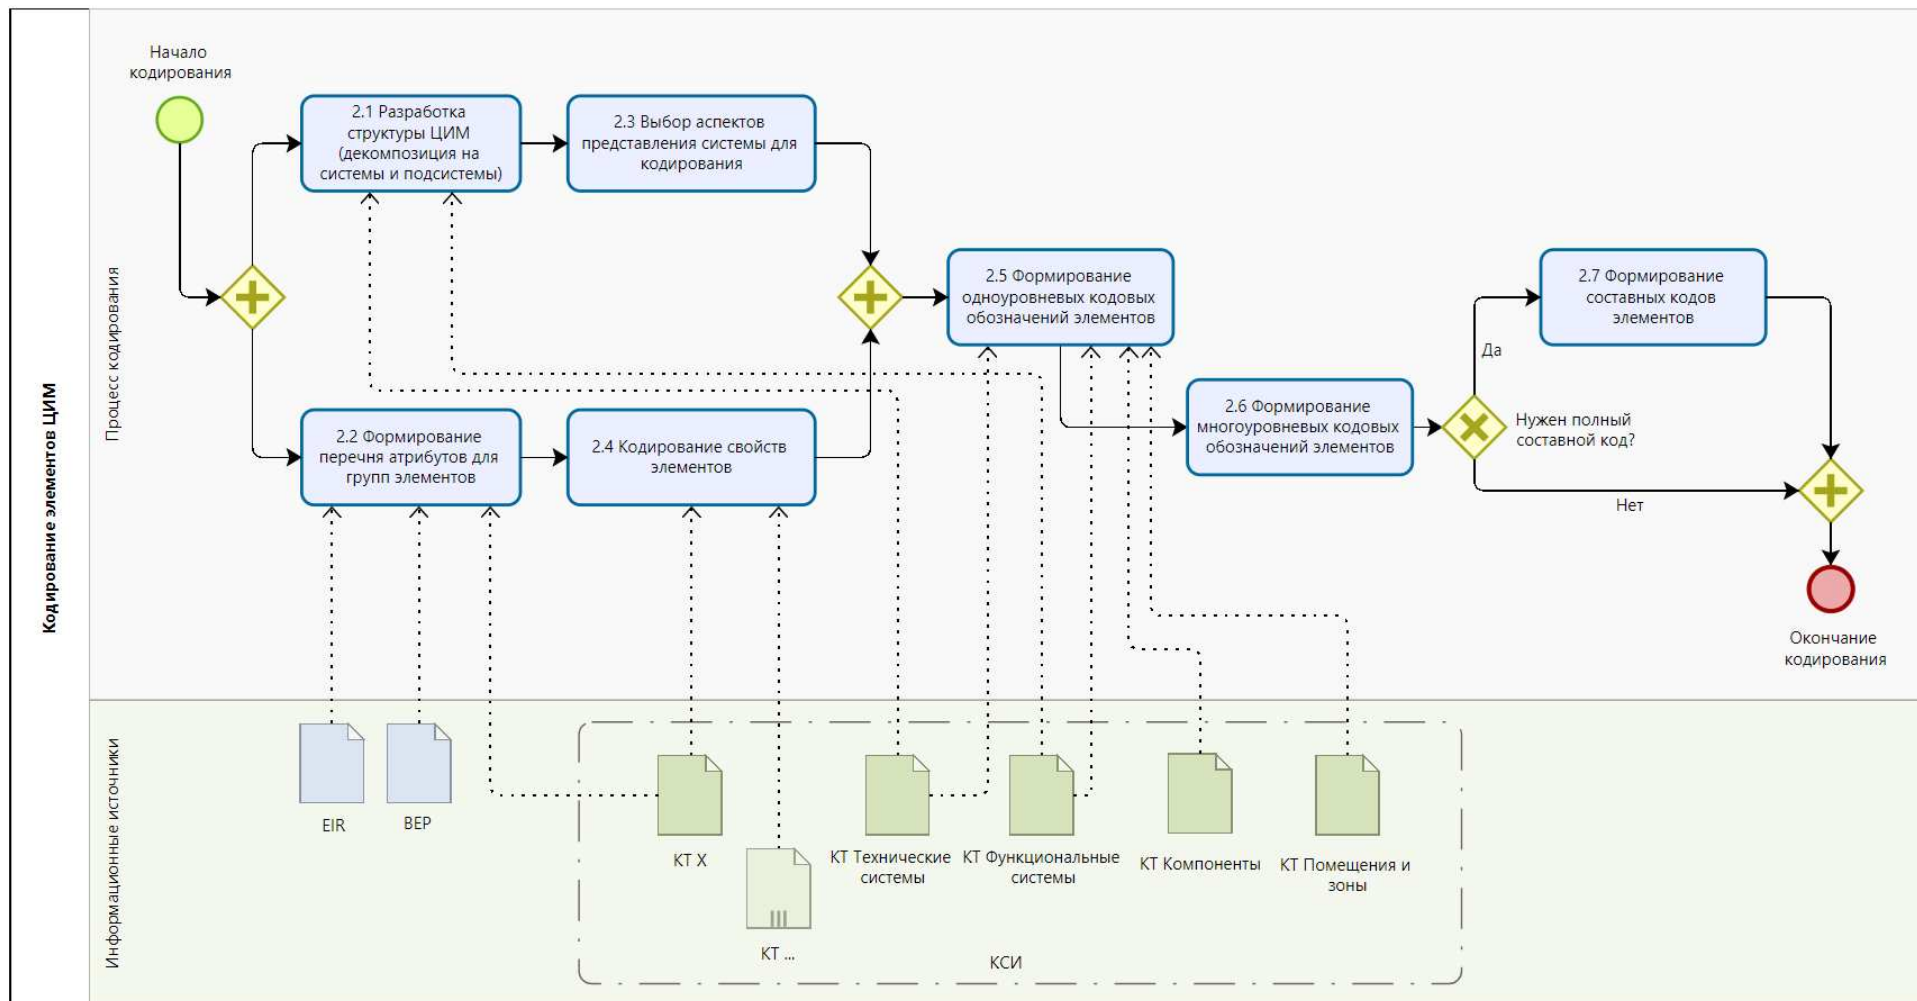 Кодирование элементов ЦИМ
Процесс кодирования
Начало
кодирования
2.1 Разработка
структуры ЦИМ
(декомпозиция на
системы и подсистемы)
2.3 Выбор аспектов
представления системы для
кодирования
2.2 Формирование
перечня атрибутов для
групп элементов
2.4 Кодирование свойств
элементов
2.5 Формирование
одноуровневых кодовых
обозначений элементов
2.6 Формирование
многоуровневых кодовых
обозначений элементов
Нужен полный
составной код?
Да
Нет
2.7 Формирование
составных кодов
элементов
Окончание
кодирования
Информационные источники
EIR
BEP
КТ X
КТ ...
КТ Технические
системы
КТ Функциональные
системы
КТ Компоненты
КТ Помещения и
зоны
КСИ